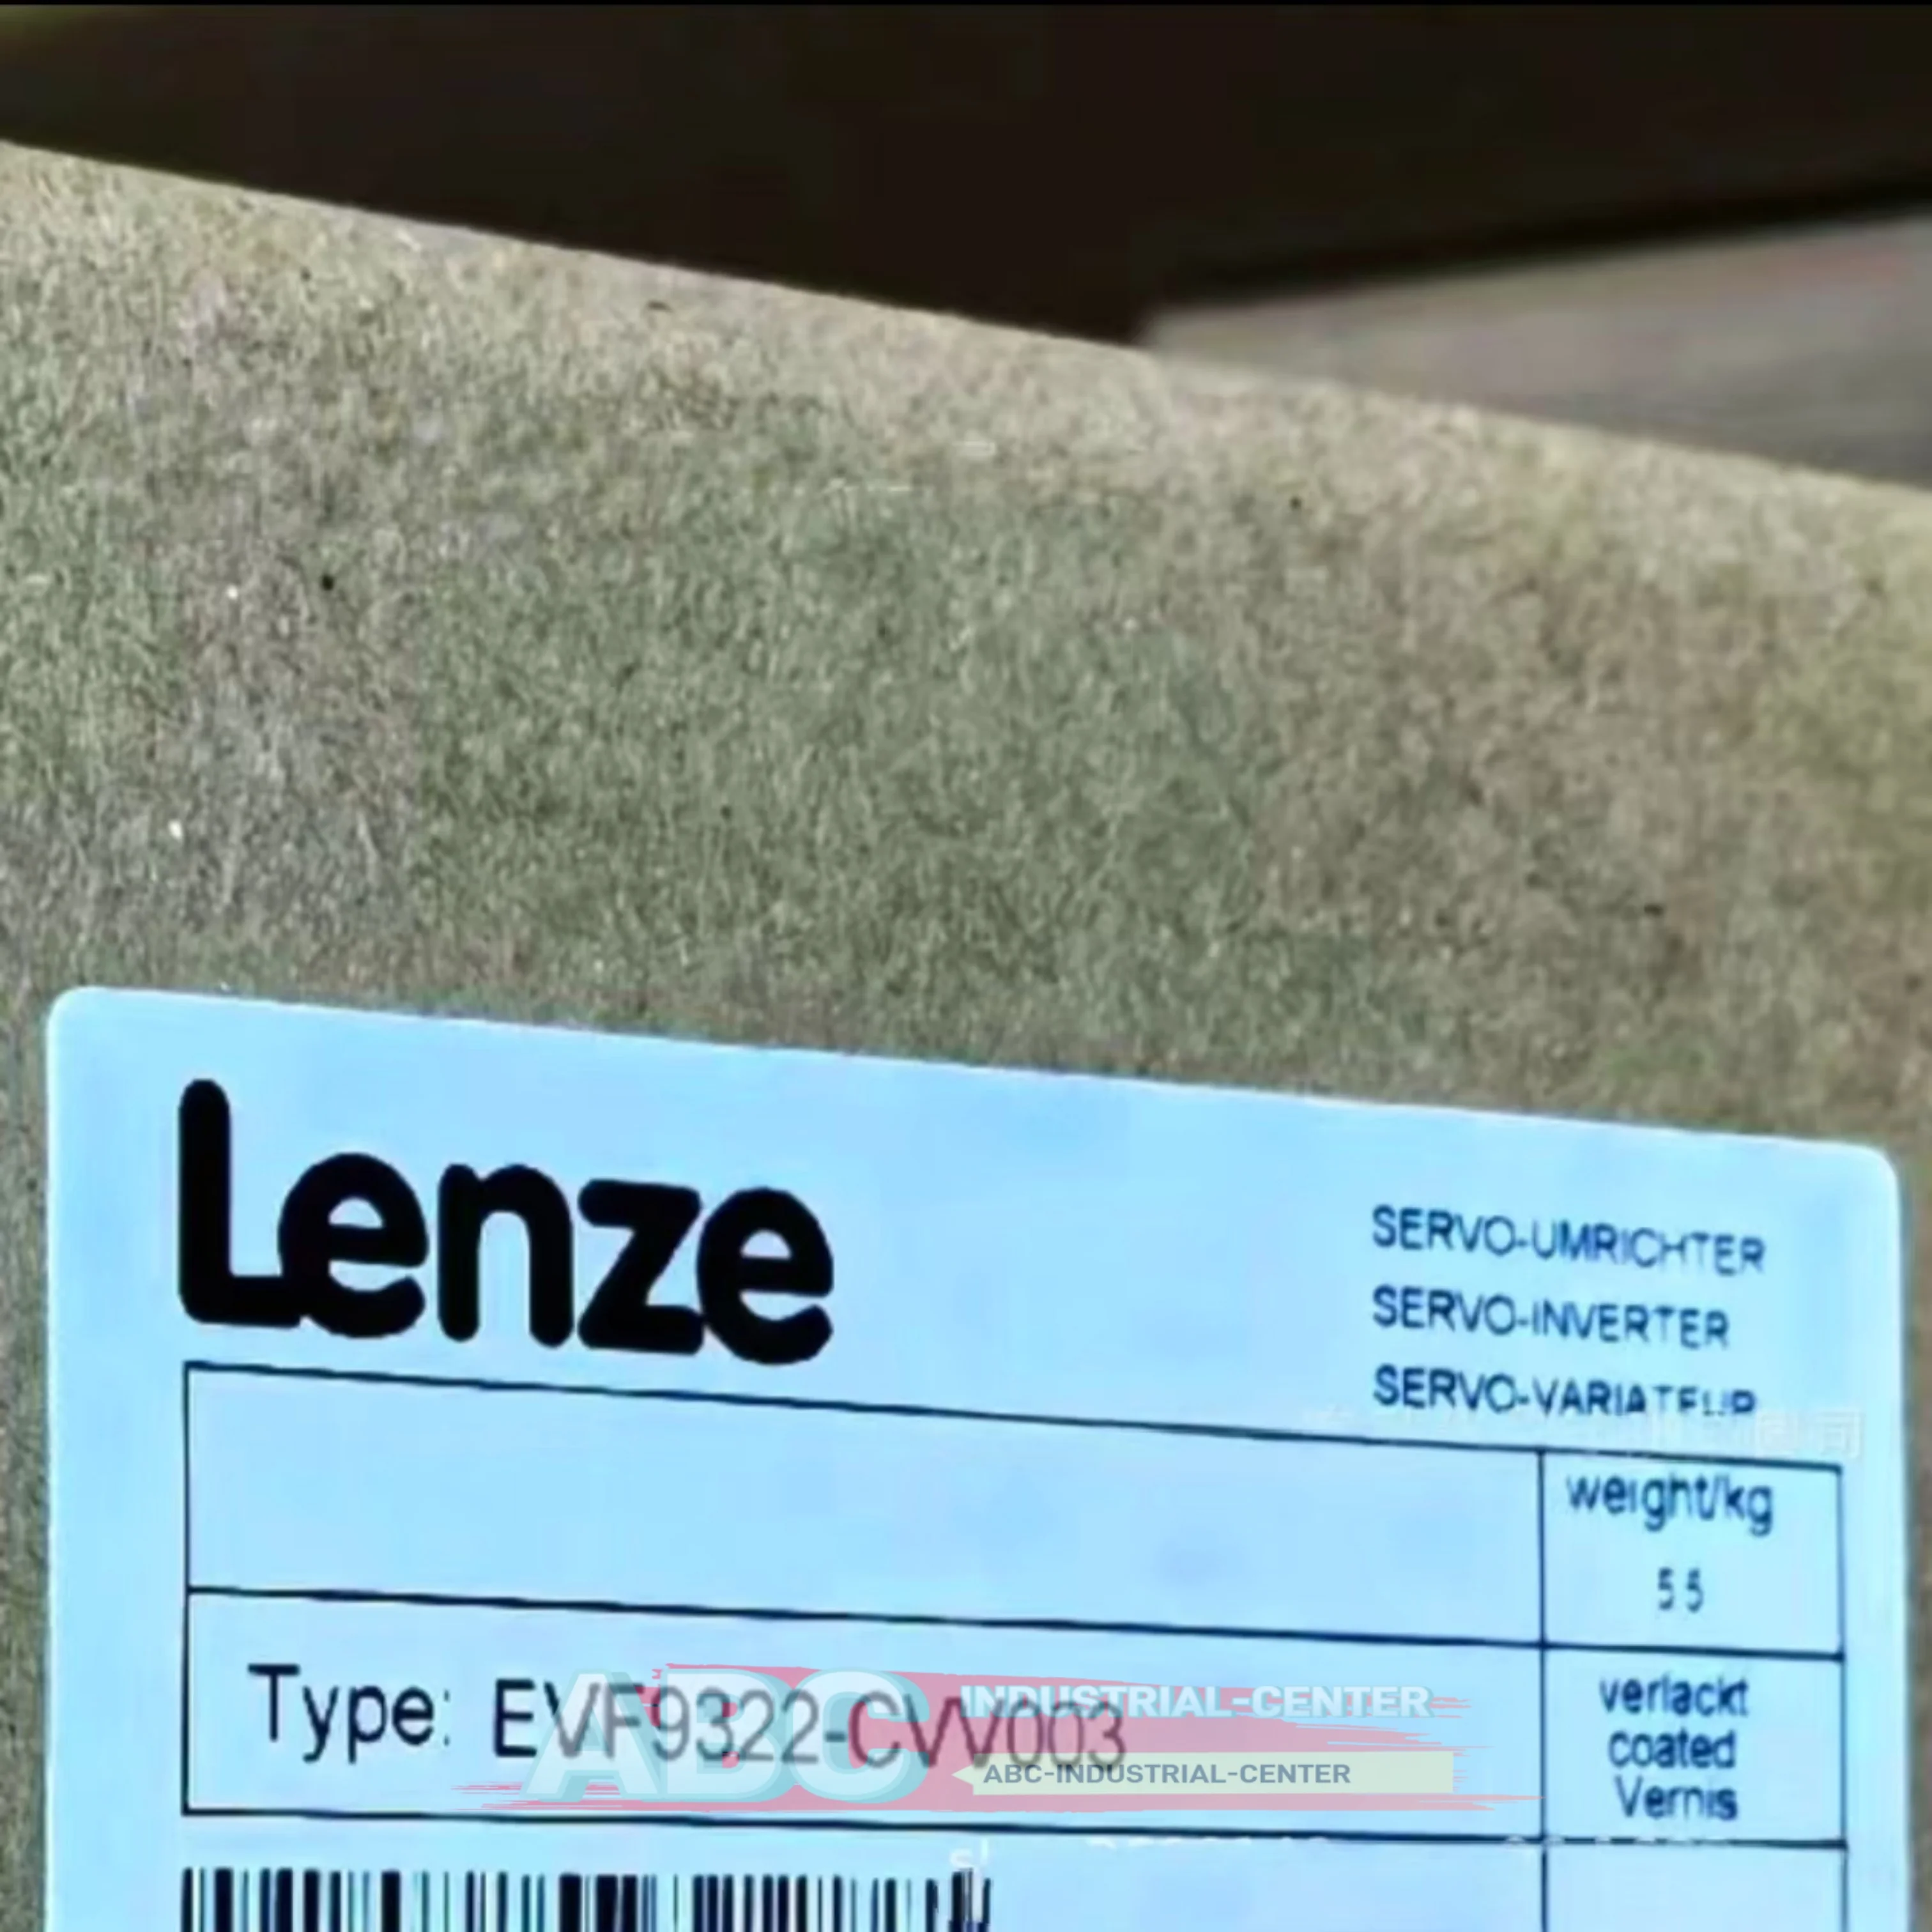 Lenze
SERVO-UMRICHTER
SERVO-INVERTER
SERVO-VARIATEUR
weight/kg
5 5
Type: EVF9322-CVV003
verlackt
coated
Vernis
ABC INDUSTRIAL-CENTER
ABC-INDUSTRIAL-CENTER